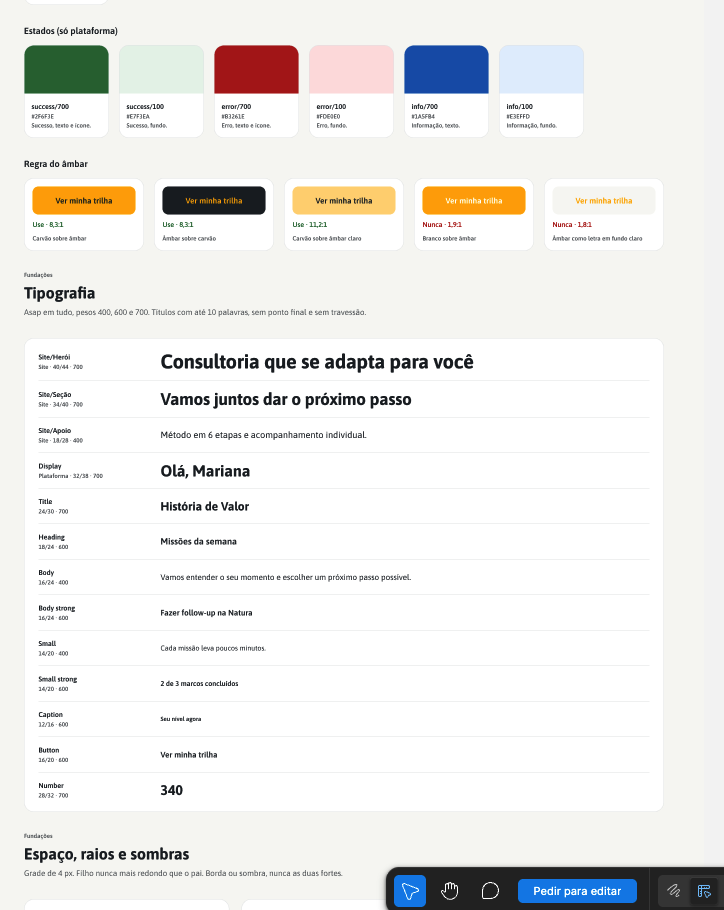 Estados (só plataforma)
success/700
#2F6F3E
Sucesso, texto e ícone.
success/100
#E7F3EA
Sucesso, fundo.
error/700
#B3261E
Erro, texto e ícone.
error/100
#FDE0E0
Erro, fundo.
info/700
#1A5FB4
Informação, texto.
info/100
#E3EFFD
Informação, fundo.
Regra do âmbar
Ver minha trilha
Use · 8,3:1
Carvão sobre âmbar
Ver minha trilha
Use · 8,3:1
Âmbar sobre carvão
Ver minha trilha
Use · 11,2:1
Carvão sobre âmbar claro
Ver minha trilha
Nunca · 1,9:1
Branco sobre âmbar
Ver minha trilha
Nunca · 1,8:1
Âmbar como letra em fundo claro
Fundações
Tipografia
Asap em tudo, pesos 400, 600 e 700. Títulos com até 10 palavras, sem ponto final e sem travessão.
Site/Herói
Site · 40/44 · 700
Consultoria que se adapta para você
Site/Seção
Site · 34/40 · 700
Vamos juntos dar o próximo passo
Site/Apoio
Site · 18/28 · 400
Método em 6 etapas e acompanhamento individual.
Display
Plataforma · 32/38 · 700
Olá, Mariana
Title
24/30 · 700
História de Valor
Heading
18/24 · 600
Missões da semana
Body
16/24 · 400
Vamos entender o seu momento e escolher um próximo passo possível.
Body strong
16/24 · 600
Fazer follow-up na Natura
Small
14/20 · 400
Cada missão leva poucos minutos.
Small strong
14/20 · 600
2 de 3 marcos concluídos
Caption
12/16 · 600
Seu nível agora
Button
16/20 · 600
Ver minha trilha
Number
28/32 · 700
340
Fundações
Espaço, raios e sombras
Grade de 4 px. Filho nunca mais redondo que o pai. Borda ou sombra, nunca as duas fortes.
Pedir para editar